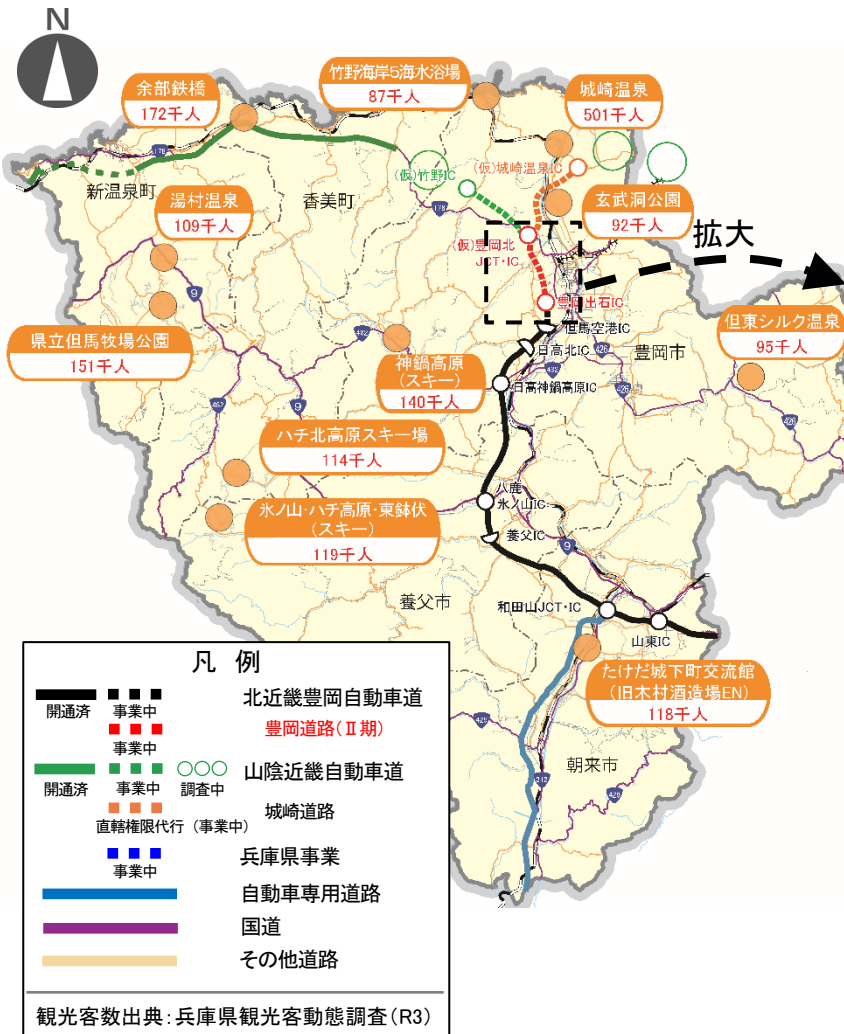 N
余部鉄橋
172千人
竹野海岸5海水浴場
87千人
城崎温泉
501千人
(仮)竹野IC
(仮)城崎温泉IC
178
新温泉町
香美町
178
湯村温泉
109千人
玄武洞公園
92千人
(仮)豊岡北
JCT・IC
拡大
9
豊岡出石IC
県立但馬牧場公園
151千人
482
但馬空港IC
日高北IC
426
豊岡市
但東シルク温泉
95千人
神鍋高原
(スキー)
140千人
482
日高神鍋高原IC
426
482
9
426
ハチ北高原スキー場
114千人
八鹿
氷ノ山IC
氷ノ山・ハチ高原・東鉢伏
(スキー)
119千人
養父IC
9
養父市
和田山JCT・IC
山東IC
たけだ城下町交流館
(旧木村酒造場EN)
118千人
429
朝来市
312
429
凡 例
開通済
事業中
北近畿豊岡自動車道
事業中
豊岡道路(Ⅱ期)
開通済
事業中
調査中
山陰近畿自動車道
直轄権限代行(事業中)
城崎道路
事業中
兵庫県事業
自動車専用道路
国道
その他道路
観光客数出典:兵庫県観光客動態調査(R3)